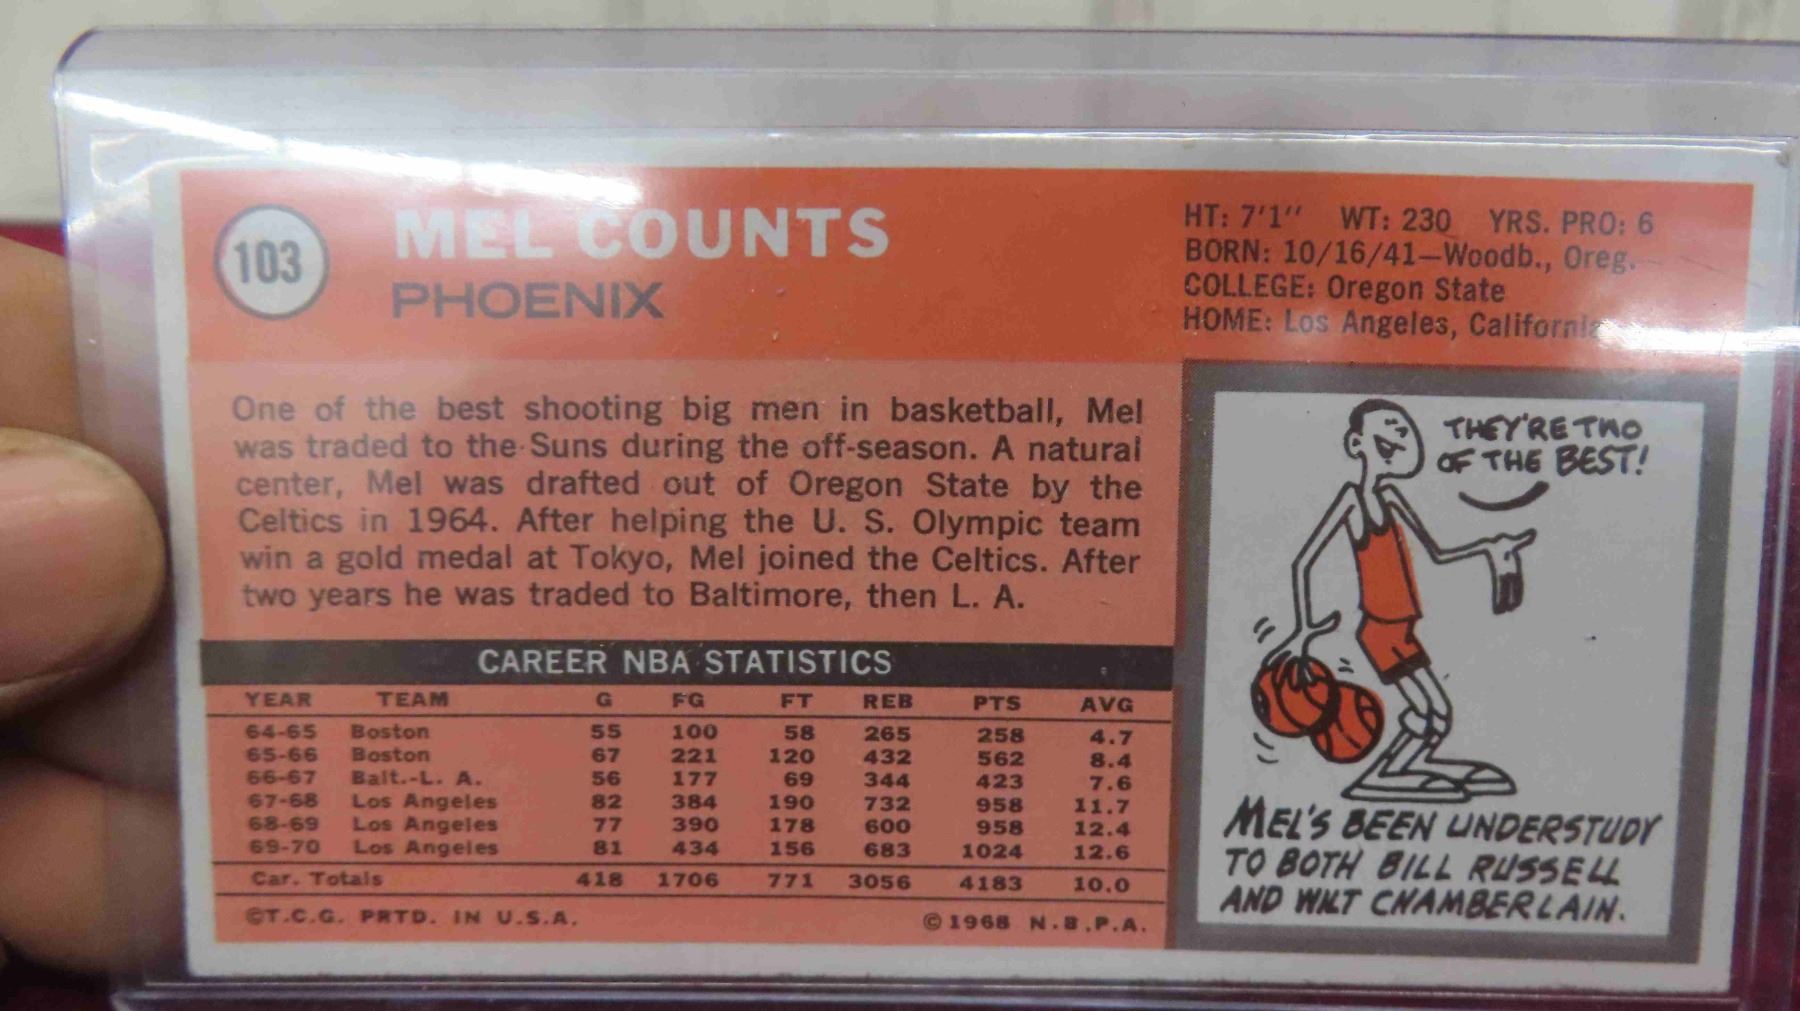 103
MEL COUNTS
PHOENIX
HT: 7'1" WT: 230 YRS. PRO: 6
BORN: 10/16/41—Woodb., Oreg.
COLLEGE: Oregon State
HOME: Los Angeles, California
One of the best shooting big men in basketball, Mel
was traded to the Suns during the off-season. A natural
center, Mel was drafted out of Oregon State by the
Celtics in 1964. After helping the U. S. Olympic team
win a gold medal at Tokyo, Mel joined the Celtics. After
two years he was traded to Baltimore, then L. A.
CAREER NBA STATISTICS
YEAR TEAM G FG FT REB PTS AVG
64-65 Boston 55 100 58 265 258 4.7
65-66 Boston 67 221 120 432 562 8.4
66-67 Balt.-L. A. 56 177 69 344 423 7.6
67-68 Los Angeles 82 384 190 732 958 11.7
68-69 Los Angeles 77 390 178 600 958 12.4
69-70 Los Angeles 81 434 156 683 1024 12.6
Car. Totals 418 1706 771 3056 4183 10.0
©T.C.G. PRTD. IN U.S.A. © 1968 N.B.P.A.
THEY'RE TWO
OF THE BEST!
MEL'S BEEN UNDERSTUDY
TO BOTH BILL RUSSELL
AND WILT CHAMBERLAIN.